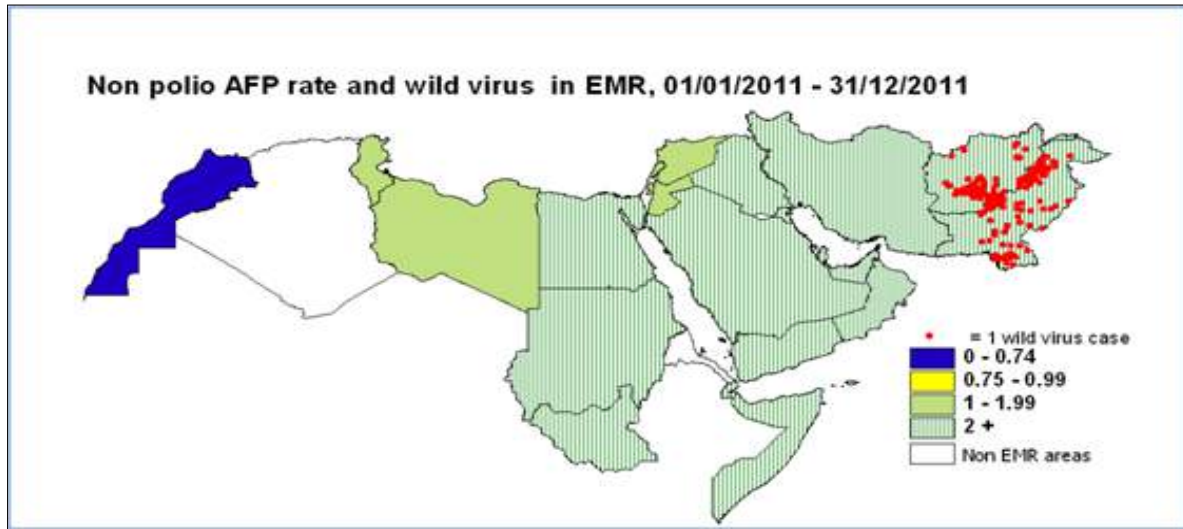 Non polio AFP rate and wild virus in EMR, 01/01/2011 - 31/12/2011
= 1 wild virus case
0 - 0.74
0.75 - 0.99
1 - 1.99
2 +
Non EMR areas